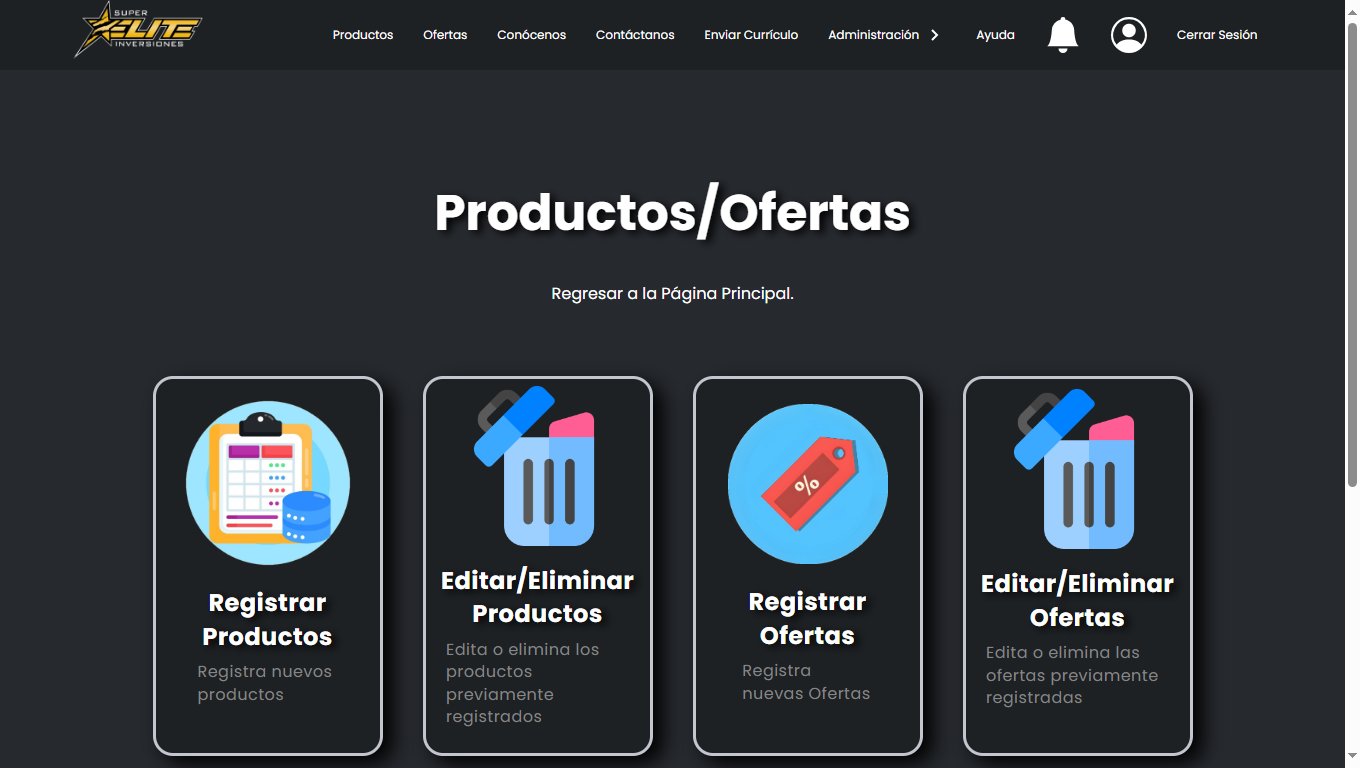 SUPER
ELITE
INVERSIONES
Productos Ofertas Conócenos Contáctanos Enviar Currículo Administración Ayuda Cerrar Sesión
Productos/Ofertas
Regresar a la Página Principal.
%
Registrar
Productos
Registra nuevos
productos
Editar/Eliminar
Productos
Edita o elimina los
productos
previamente
registrados
Registrar
Ofertas
Registra
nuevas Ofertas
Editar/Eliminar
Ofertas
Edita o elimina las
ofertas previamente
registradas